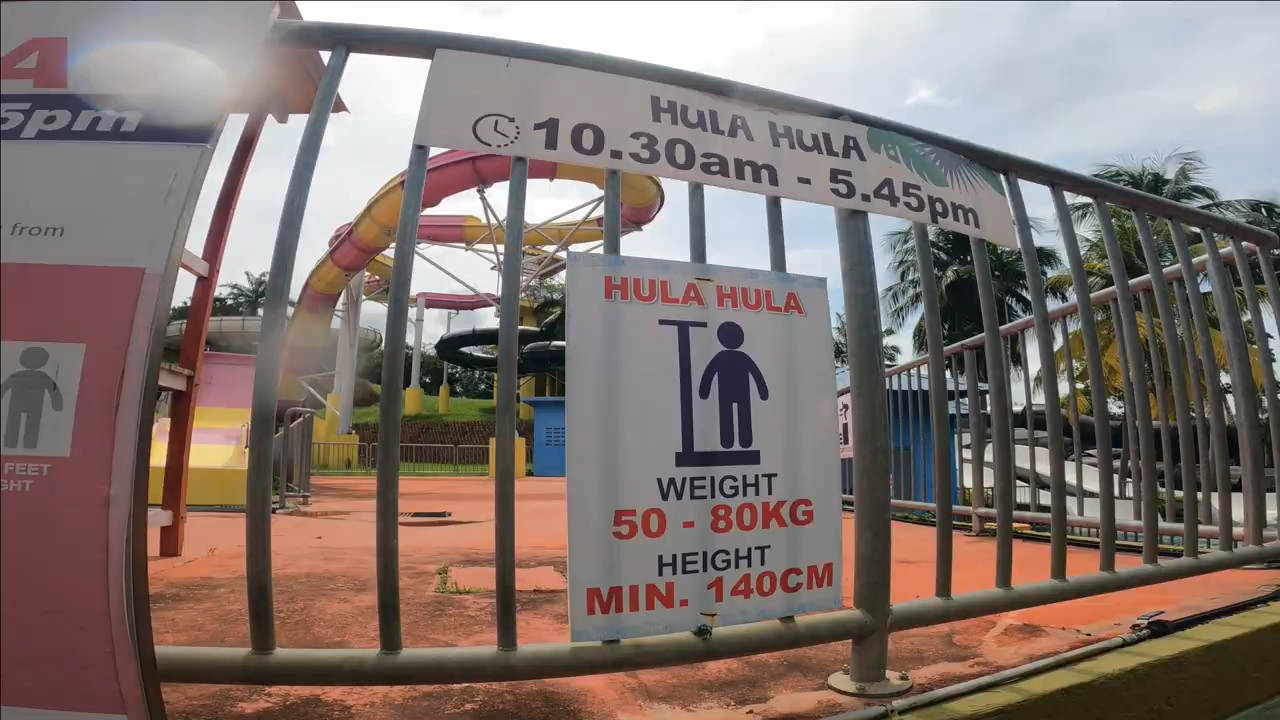 4
5pm
from
FEET
GHT
HULA HULA
10.30am - 5.45pm
HULA HULA
WEIGHT
50 - 80KG
HEIGHT
MIN. 140CM